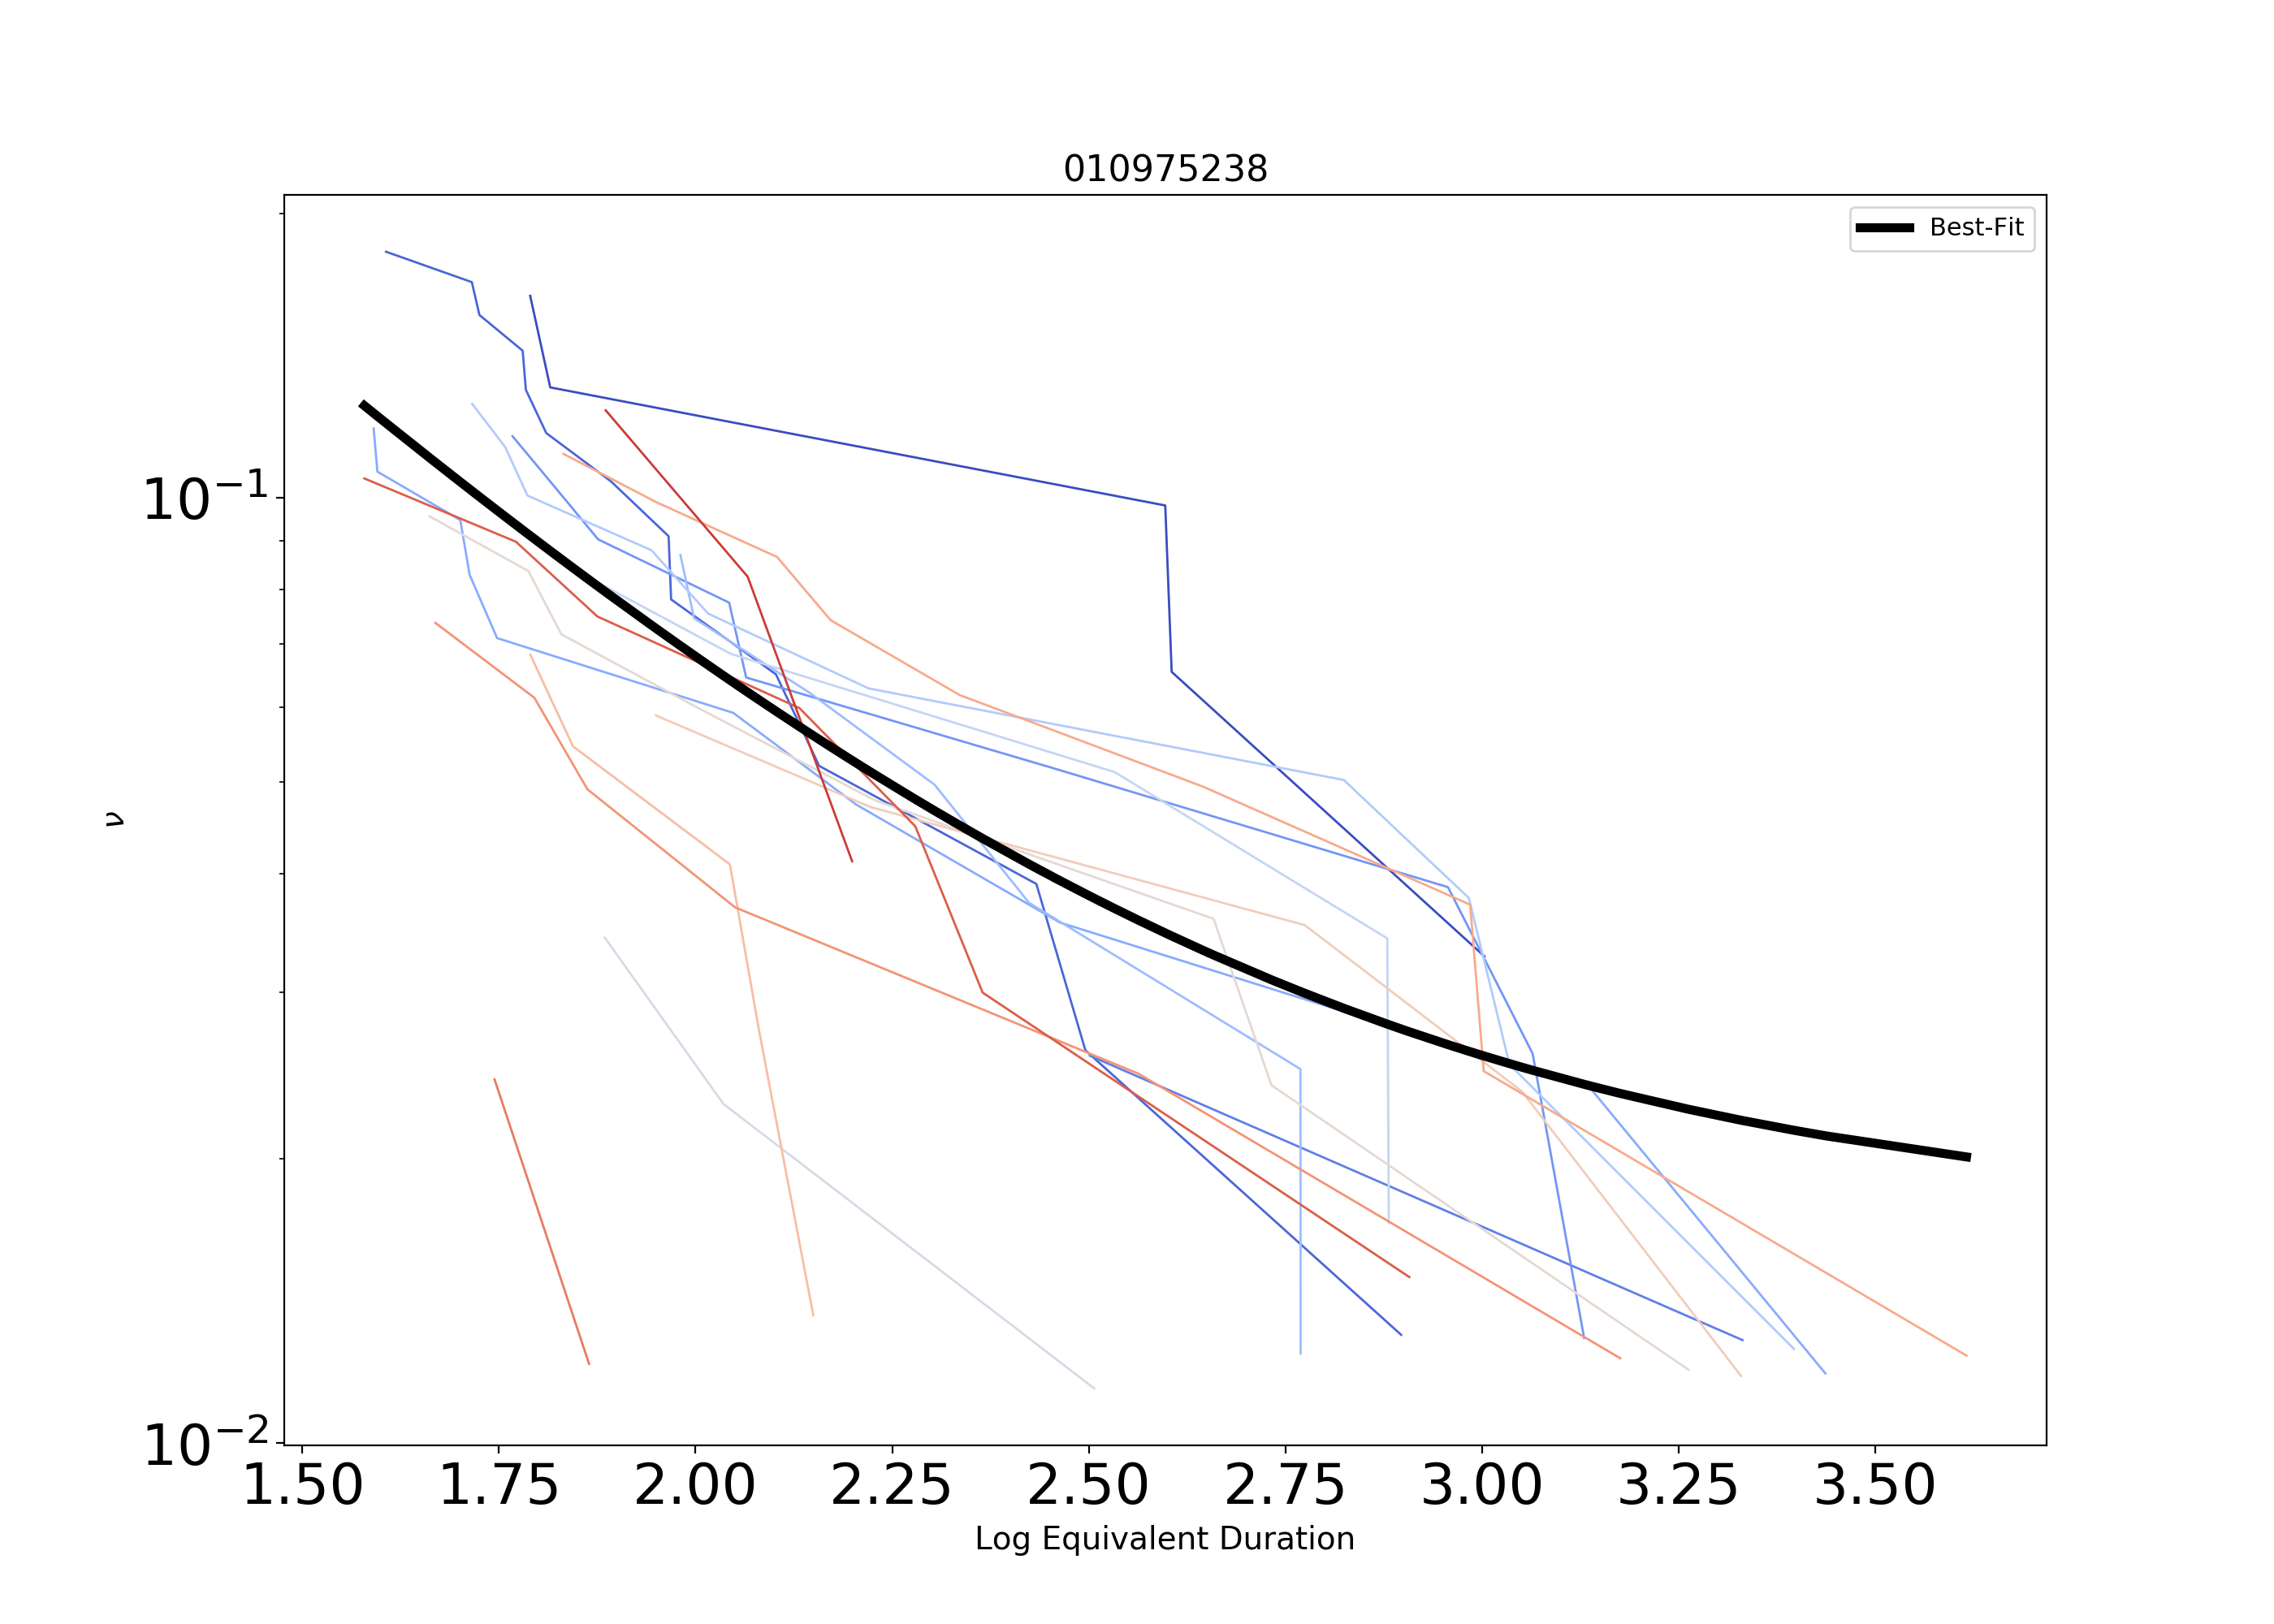 010975238
Best-Fit
10⁻¹
ν
10⁻²
1.50 1.75 2.00 2.25 2.50 2.75 3.00 3.25 3.50
Log Equivalent Duration